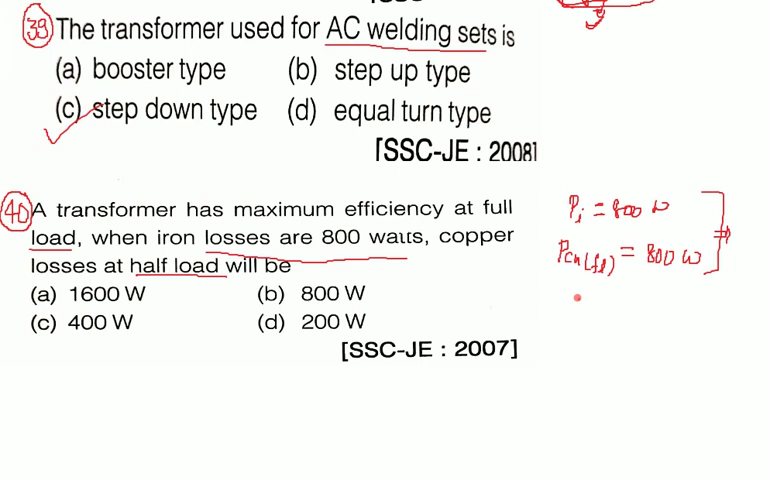 39 The transformer used for AC welding sets is
(a) booster type (b) step up type
(c) step down type (d) equal turn type
[SSC-JE : 2008]
40 A transformer has maximum efficiency at full
load, when iron losses are 800 watts, copper
losses at half load will be
(a) 1600 W (b) 800 W
(c) 400 W (d) 200 W
[SSC-JE : 2007]
Pi = 800 W
Pcu(fl) = 800 W ⇒